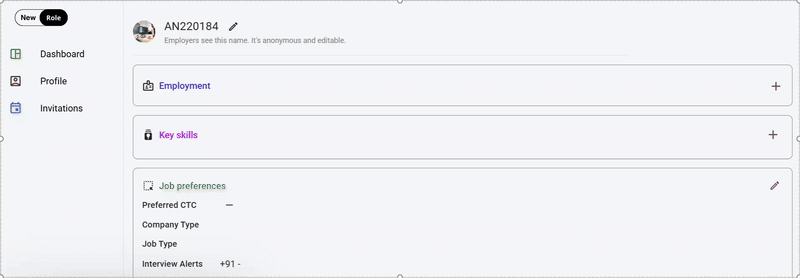 New Role
AN220184
Employers see this name. It's anonymous and editable.
Dashboard
Profile
Invitations
Employment
Key skills
Job preferences
Preferred CTC —
Company Type
Job Type
Interview Alerts +91 -